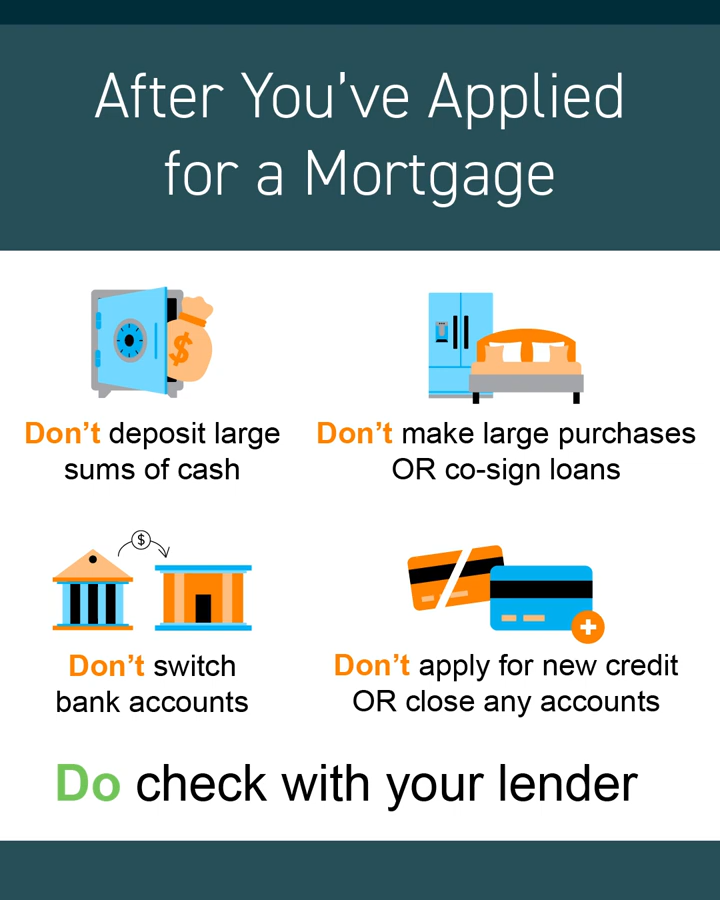 After You’ve Applied
for a Mortgage
$
Don’t deposit large
sums of cash
Don’t make large purchases
OR co-sign loans
$
Don’t switch
bank accounts
Don’t apply for new credit
OR close any accounts
Do check with your lender